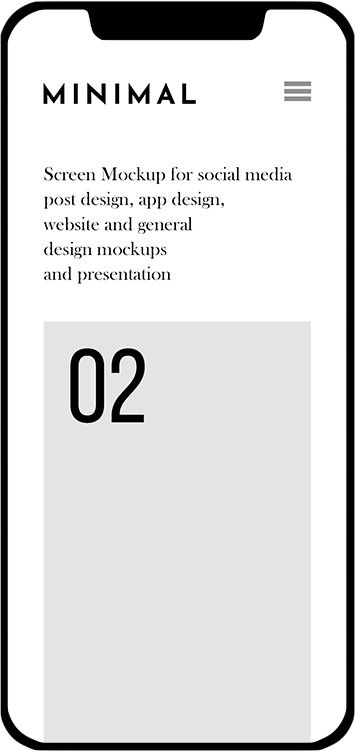 MINIMAL
Screen Mockup for social media
post design, app design,
website and general
design mockups
and presentation
02